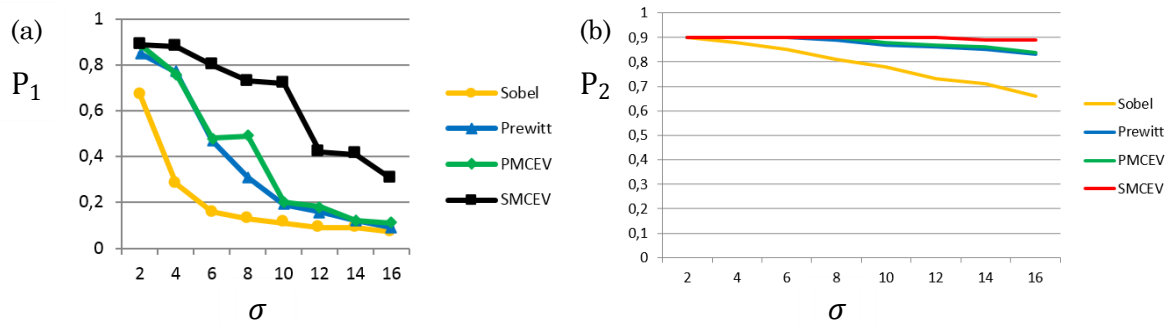 (a)
P₁
1
0,8
0,6
0,4
0,2
0
2 4 6 8 10 12 14 16
σ
Sobel
Prewitt
PMCEV
SMCEV
(b)
P₂
1
0,9
0,8
0,7
0,6
0,5
0,4
0,3
0,2
0,1
0
2 4 6 8 10 12 14 16
σ
Sobel
Prewitt
PMCEV
SMCEV